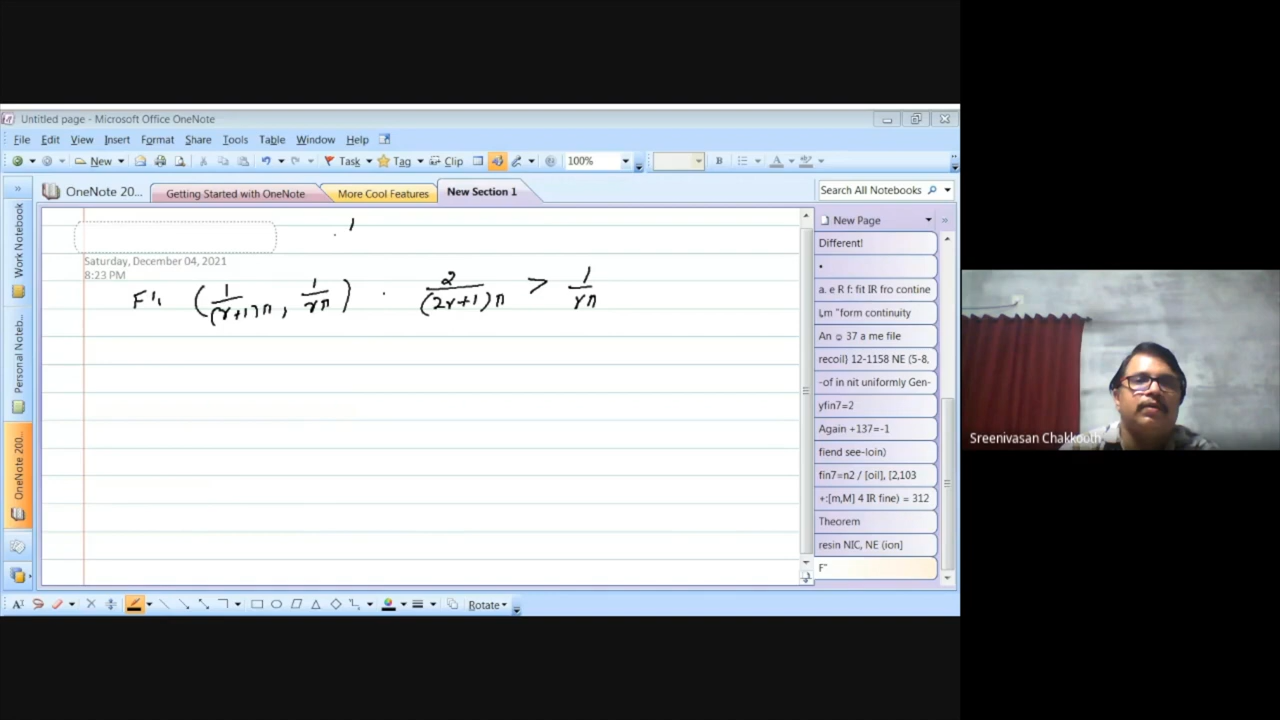 Untitled page - Microsoft Office OneNote
File Edit View Insert Format Share Tools Table Window Help
New Task Tag Clip 100% B A
OneNote 20... Getting Started with OneNote More Cool Features New Section 1 Search All Notebooks
New Page
Work Notebook
Personal Noteb...
OneNote 200...
Saturday, December 04, 2021
8:23 PM
( 1/((r+1)π) , 1/(rπ) ) . 2/((2r+1)π) > 1/(rπ)
Different!
a. e R f: fit IR fro contine
Lm "form continuity
An ☺ 37 a me file
recoil} 12-1158 NE (5-8,
-of in nit uniformly Gen-
yfin7=2
Again +137=-1
fiend see-loin)
fin7=n2 / [oil], [2,103
+:[m,M] 4 IR fine) = 312
Theorem
resin NIC, NE (ion]
F"
Rotate
Sreenivasan Chakkooth